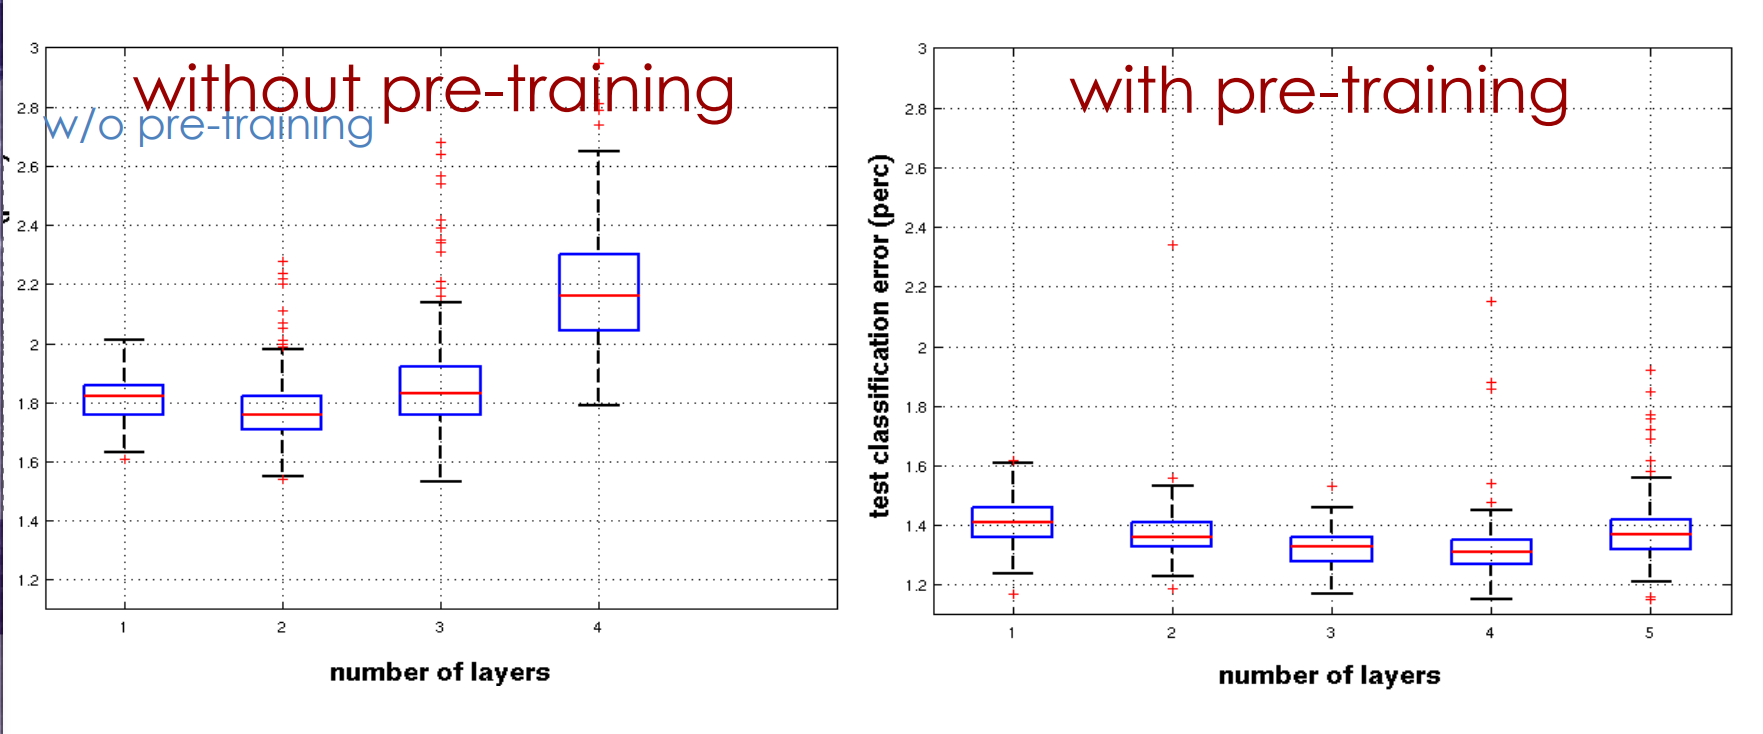 without pre-training
w/o pre-training
3
2.8
2.6
2.4
2.2
2
1.8
1.6
1.4
1.2
1 2 3 4
number of layers
with pre-training
test classification error (perc)
3
2.8
2.6
2.4
2.2
2
1.8
1.6
1.4
1.2
1 2 3 4 5
number of layers